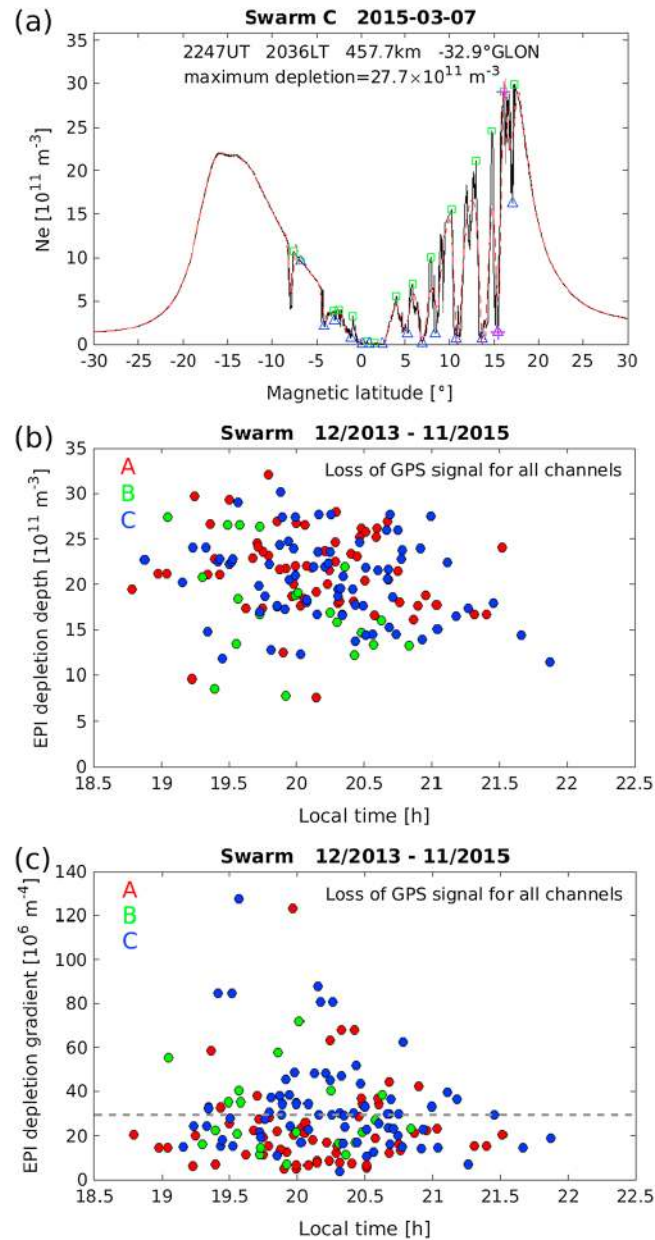 (a)
Swarm C 2015-03-07
2247UT 2036LT 457.7km -32.9°GLON
maximum depletion=27.7×10¹¹ m⁻³
Ne [10¹¹ m⁻³]
35
30
25
20
15
10
5
0
-30 -25 -20 -15 -10 -5 0 5 10 15 20 25 30
Magnetic latitude [°]
(b)
Swarm 12/2013 - 11/2015
A
B
C
Loss of GPS signal for all channels
EPI depletion depth [10¹¹ m⁻³]
35
30
25
20
15
10
5
0
18.5 19 19.5 20 20.5 21 21.5 22 22.5
Local time [h]
(c)
Swarm 12/2013 - 11/2015
A
B
C
Loss of GPS signal for all channels
EPI depletion gradient [10⁶ m⁻⁴]
140
120
100
80
60
40
20
0
18.5 19 19.5 20 20.5 21 21.5 22 22.5
Local time [h]